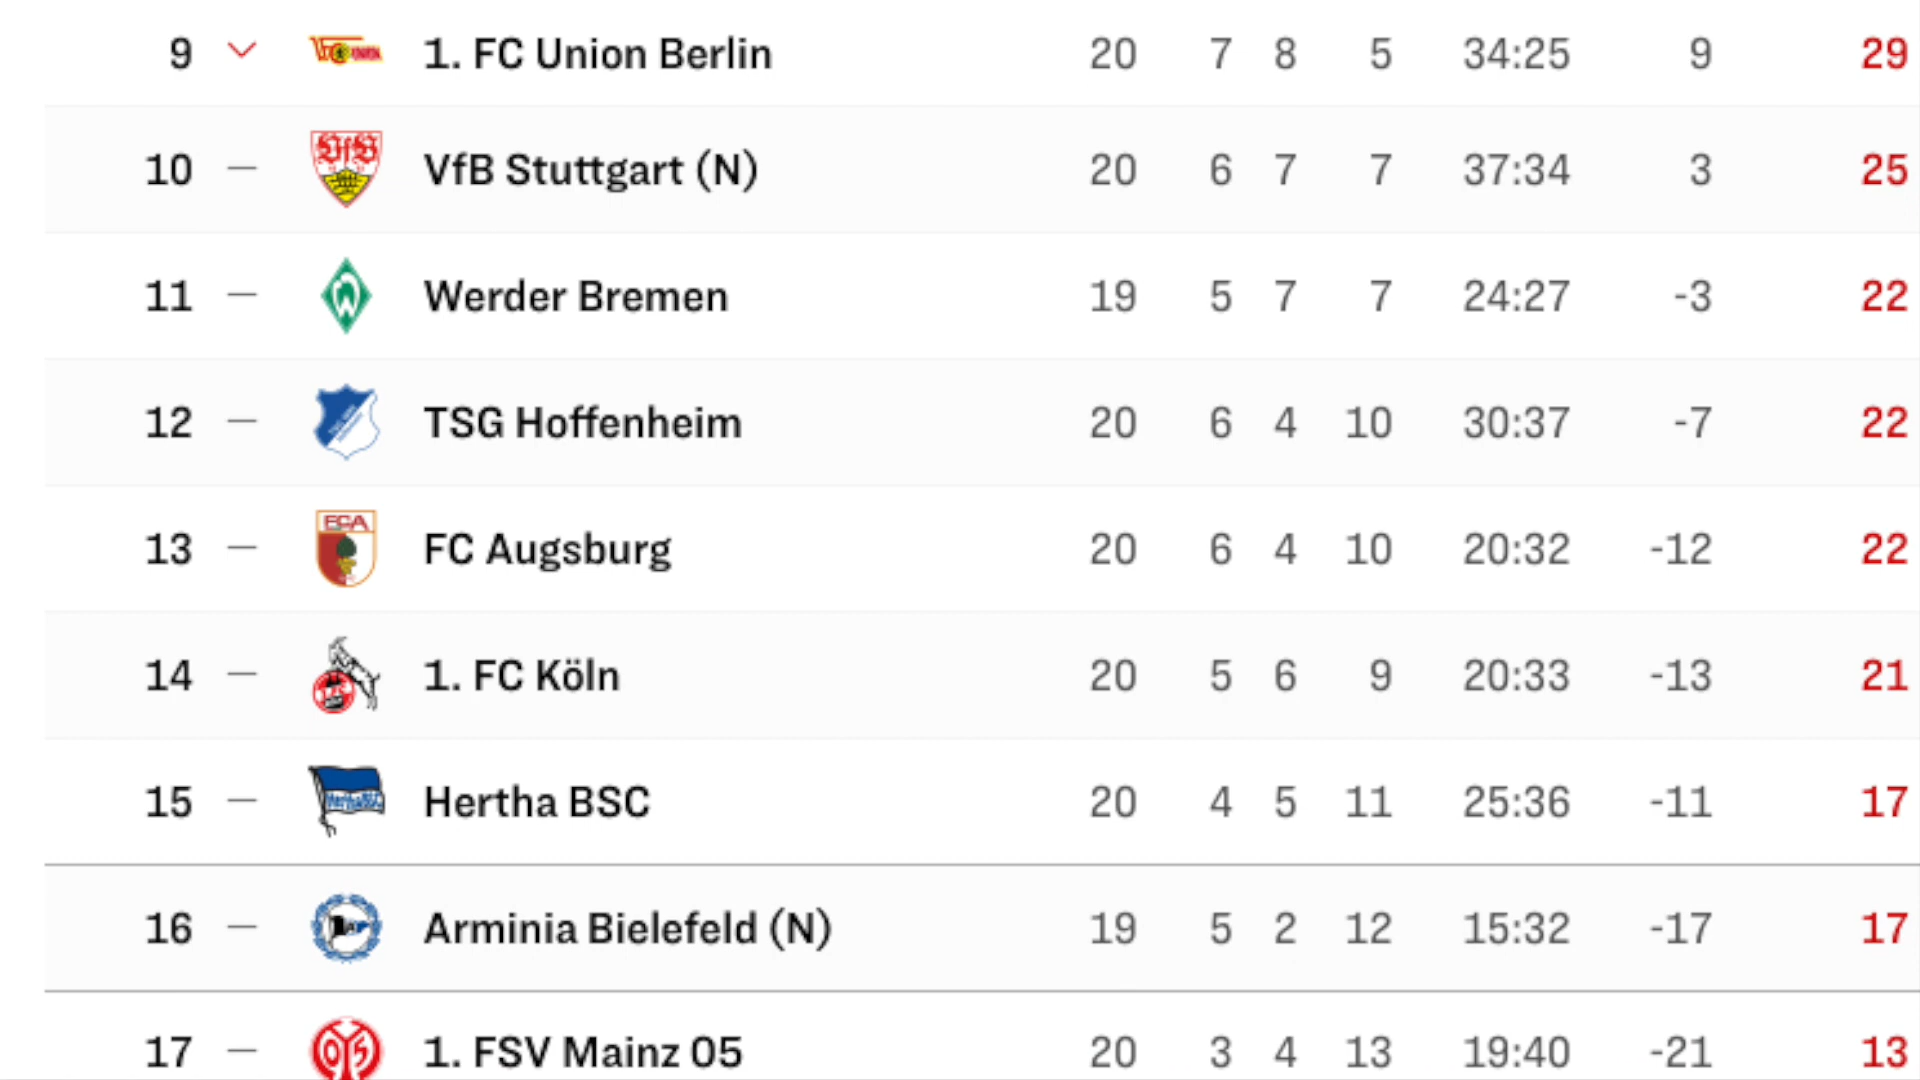 9 1. FC Union Berlin 20 7 8 5 34:25 9 29
10 — VfB Stuttgart (N) 20 6 7 7 37:34 3 25
11 — Werder Bremen 19 5 7 7 24:27 -3 22
12 — TSG Hoffenheim 20 6 4 10 30:37 -7 22
FCA
13 — FC Augsburg 20 6 4 10 20:32 -12 22
14 — 1. FC Köln 20 5 6 9 20:33 -13 21
15 — Hertha BSC 20 4 5 11 25:36 -11 17
16 — Arminia Bielefeld (N) 19 5 2 12 15:32 -17 17
17 — 1. FSV Mainz 05 20 3 4 13 19:40 -21 13